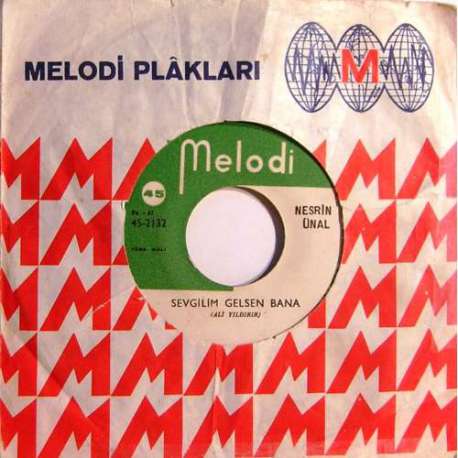 MELODİ PLÂKLARI
M
Melodi
45
45-2132
NESRİN
ÜNAL
SEVGİLİM GELSEN BANA
(ALİ YILDIRIR)